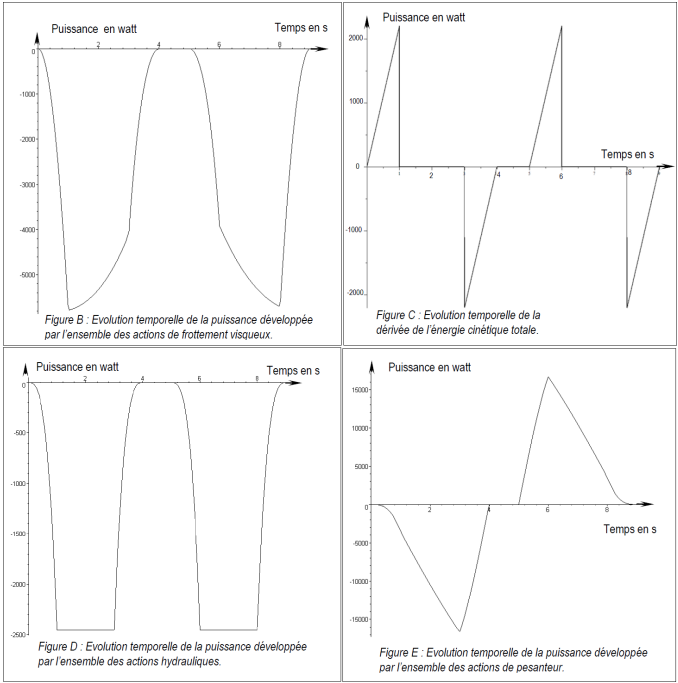 Puissance en watt
Temps en s
0
2
4
6
8
-1000
-2000
-3000
-4000
-5000
Figure B : Evolution temporelle de la puissance développée
par l'ensemble des actions de frottement visqueux.
Puissance en watt
2000
1000
0
-1000
-2000
Temps en s
1
2
3
4
1
6
7
8
Figure C : Evolution temporelle de la
dérivée de l'énergie cinétique totale.
Puissance en watt
Temps en s
0
2
4
6
8
-500
-1000
-1500
-2000
-2500
Figure D : Evolution temporelle de la puissance développée
par l'ensemble des actions hydrauliques.
Puissance en watt
15000
10000
5000
0
2
4
6
8
Temps en s
-5000
-10000
-15000
Figure E : Evolution temporelle de la puissance développée
par l'ensemble des actions de pesanteur.